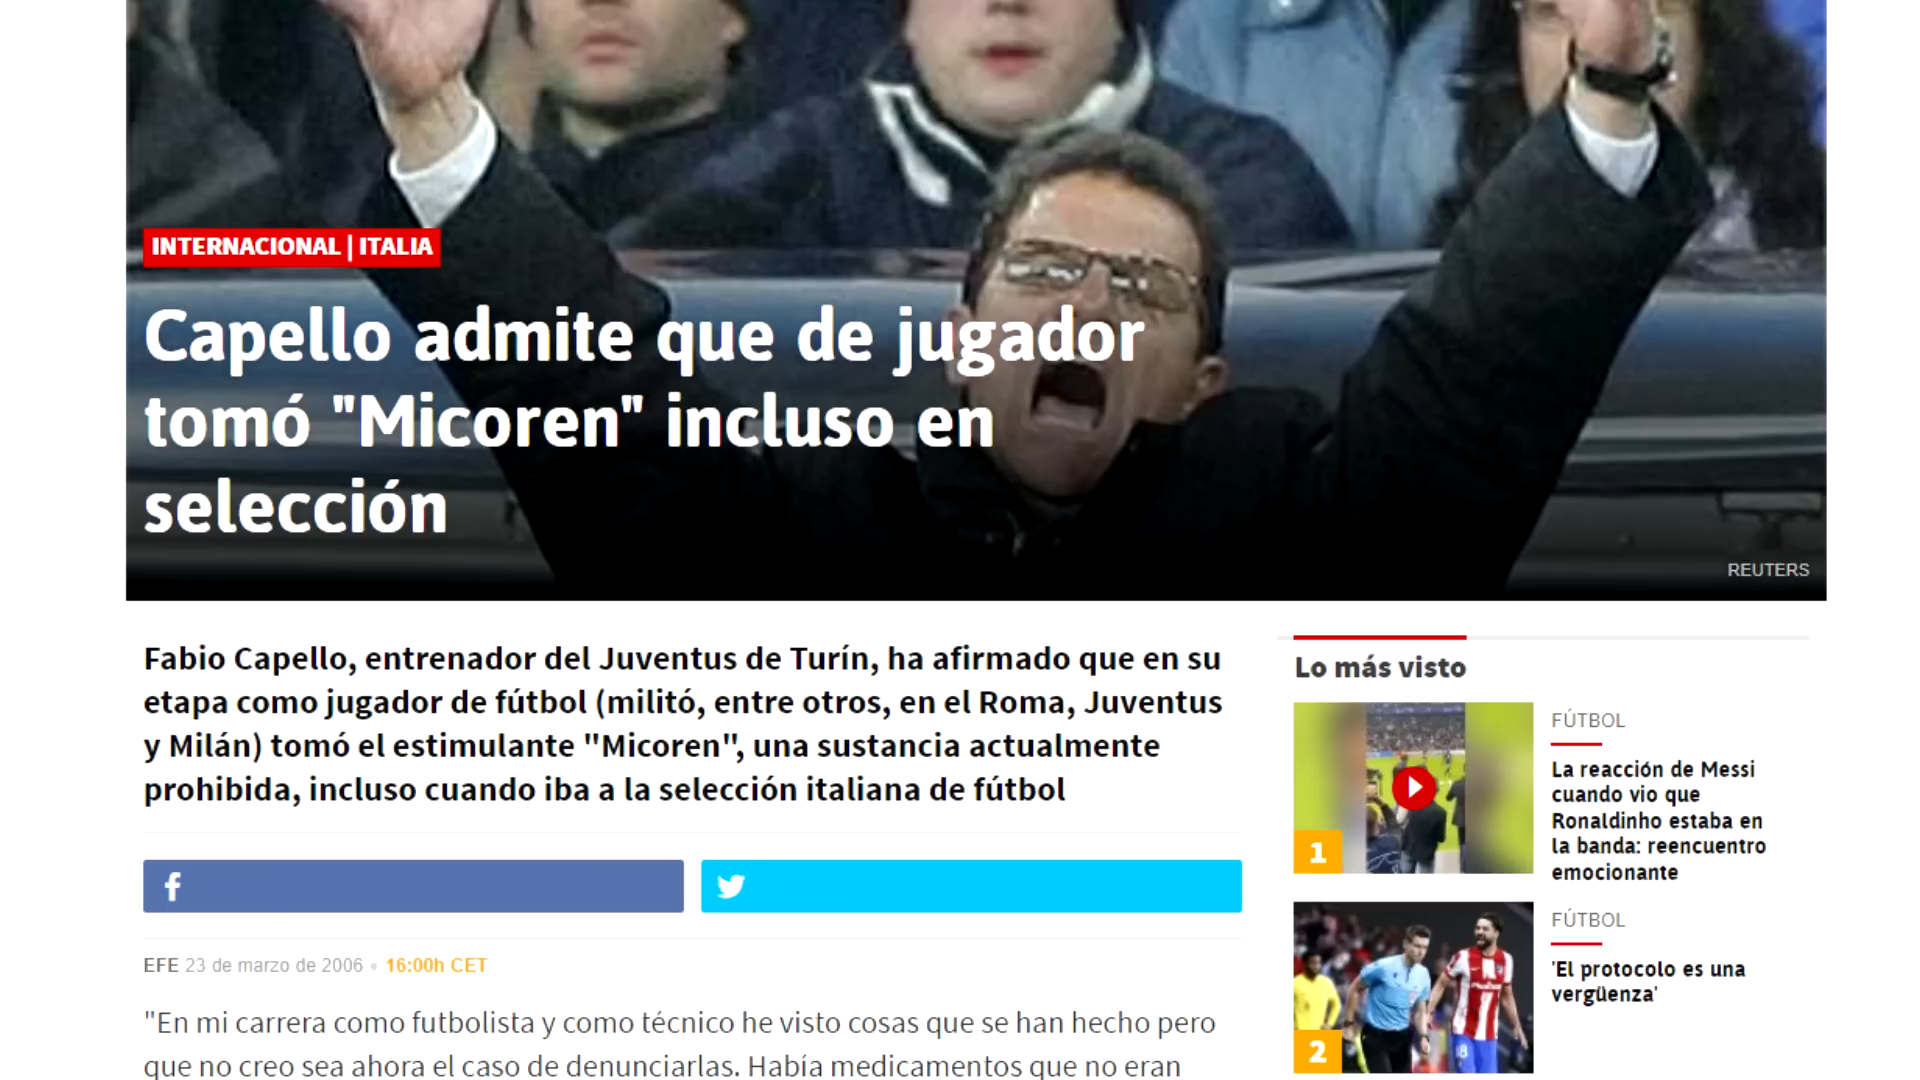 INTERNACIONAL | ITALIA
Capello admite que de jugador
tomó "Micoren" incluso en
selección
REUTERS
Fabio Capello, entrenador del Juventus de Turín, ha afirmado que en su
etapa como jugador de fútbol (militó, entre otros, en el Roma, Juventus
y Milán) tomó el estimulante "Micoren", una sustancia actualmente
prohibida, incluso cuando iba a la selección italiana de fútbol
EFE 23 de marzo de 2006 • 16:00h CET
"En mi carrera como futbolista y como técnico he visto cosas que se han hecho pero
que no creo sea ahora el caso de denunciarlas. Había medicamentos que no eran
Lo más visto
1
FÚTBOL
La reacción de Messi
cuando vio que
Ronaldinho estaba en
la banda: reencuentro
emocionante
2
FÚTBOL
'El protocolo es una
vergüenza'